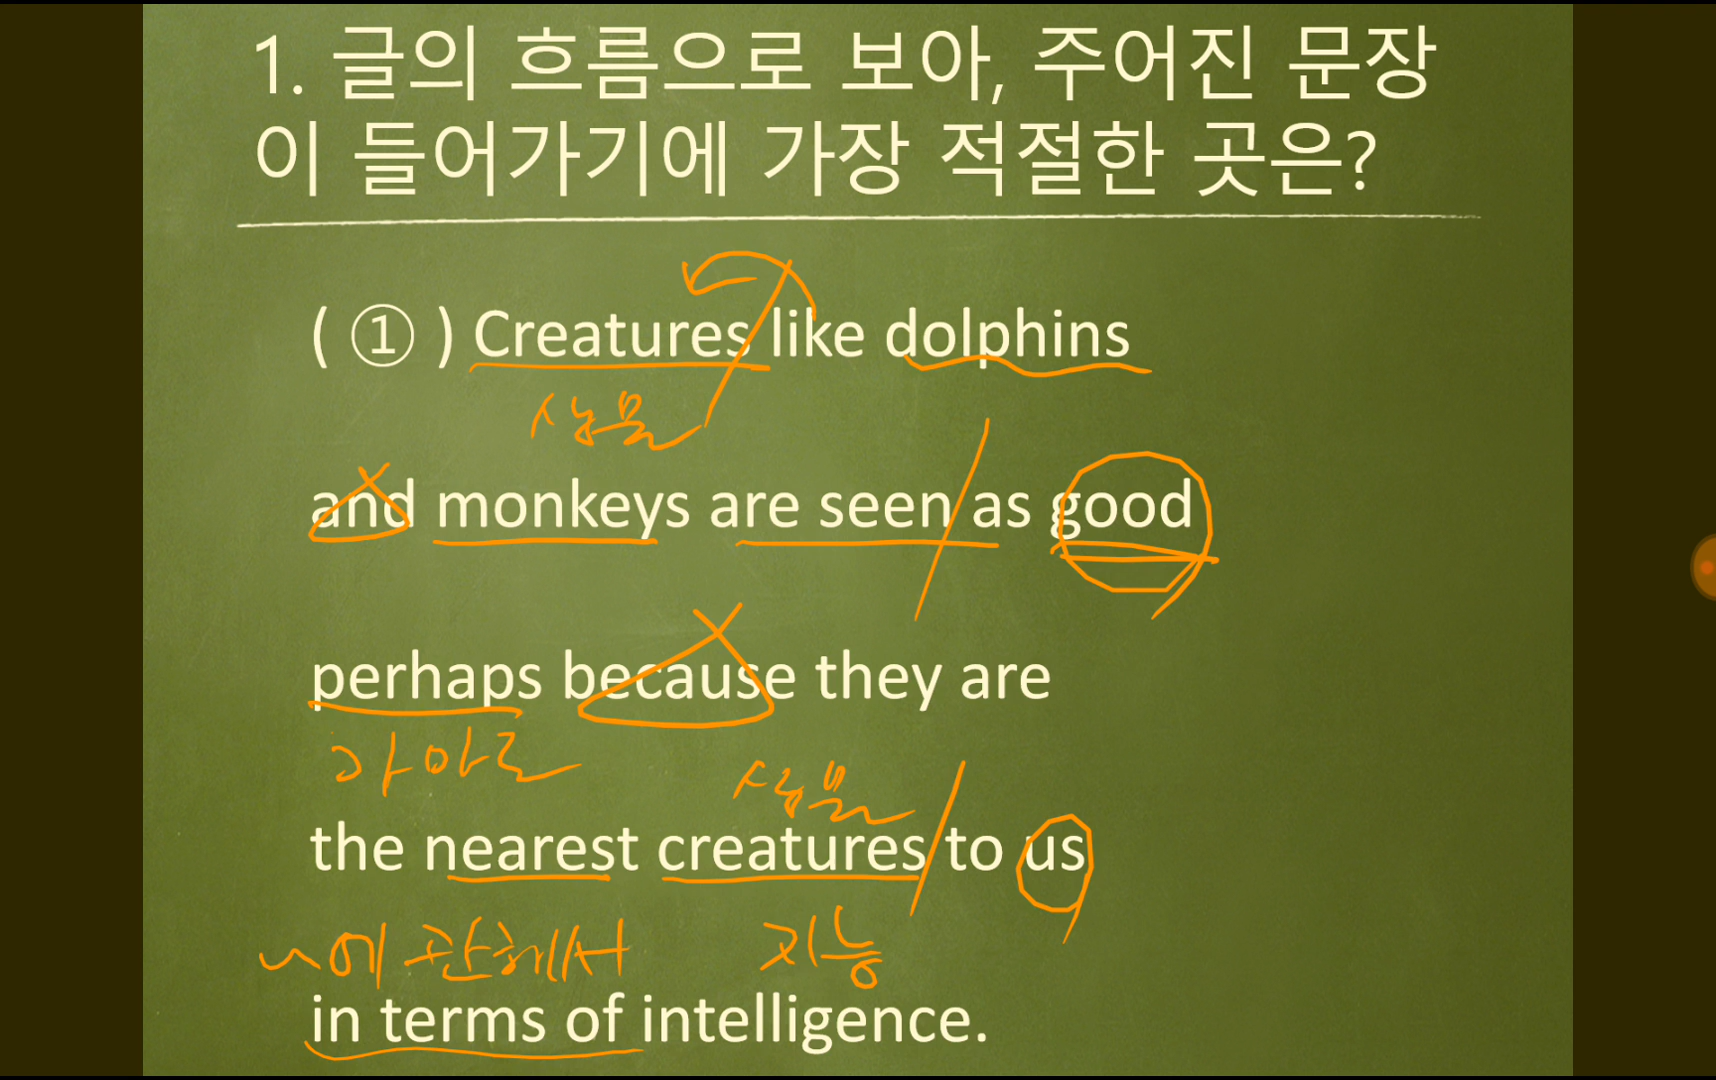 1. 글의 흐름으로 보아, 주어진 문장
이 들어가기에 가장 적절한 곳은?
( ① ) Creatures like dolphins
생물
and monkeys are seen as good
perhaps because they are
아마도
생물
the nearest creatures to us
~에 관해서
지능
in terms of intelligence.